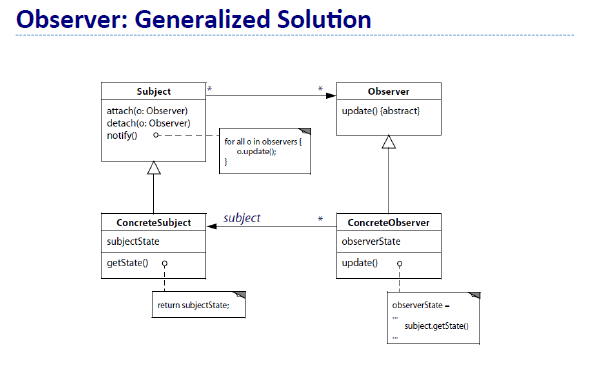 Observer: Generalized Solution
Subject
*
*
Observer
attach(o: Observer)
detach(o: Observer)
notify()
update() {abstract}
for all o in observers {
o.update();
}
ConcreteSubject
subject
*
ConcreteObserver
subjectState
observerState
getState()
update()
return subjectState;
observerState =
...
subject.getState()
...